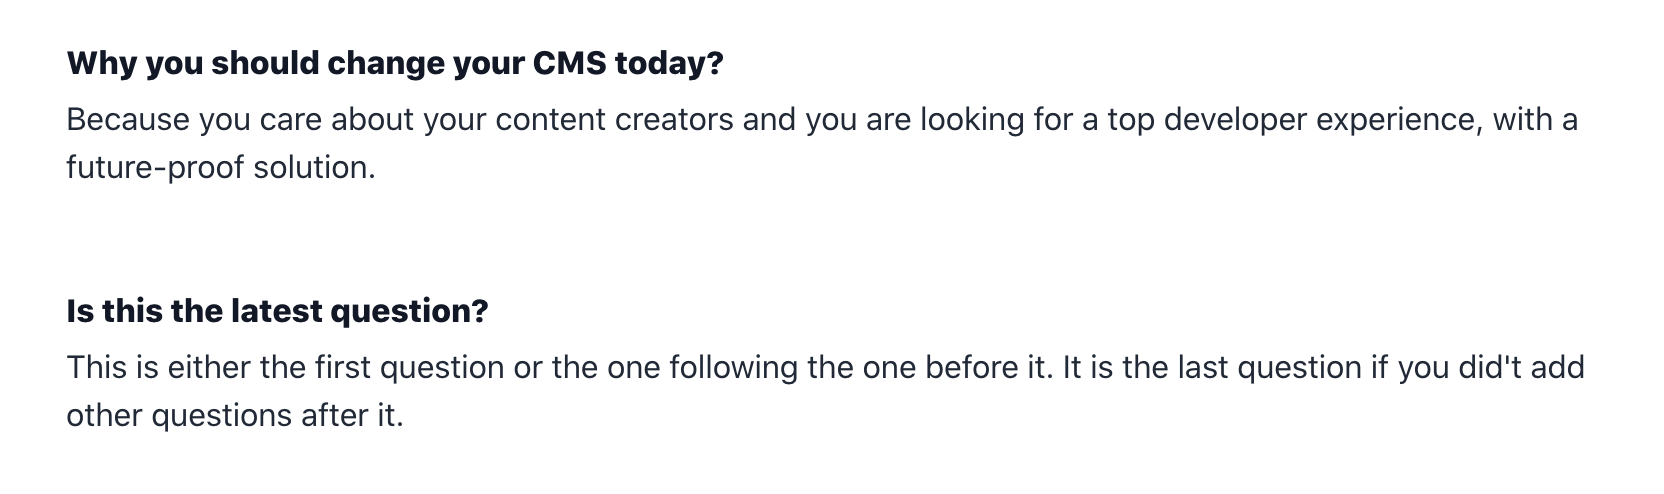 Why you should change your CMS today?
Because you care about your content creators and you are looking for a top developer experience, with a
future-proof solution.
Is this the latest question?
This is either the first question or the one following the one before it. It is the last question if you did't add
other questions after it.